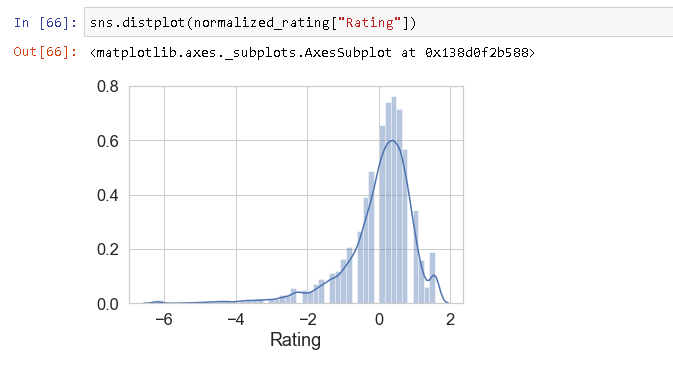 In [66]: sns.distplot(normalized_rating["Rating"])
Out[66]: <matplotlib.axes._subplots.AxesSubplot at 0x138d0f2b588>
0.8
0.6
0.4
0.2
0.0
−6 −4 −2 0 2
Rating